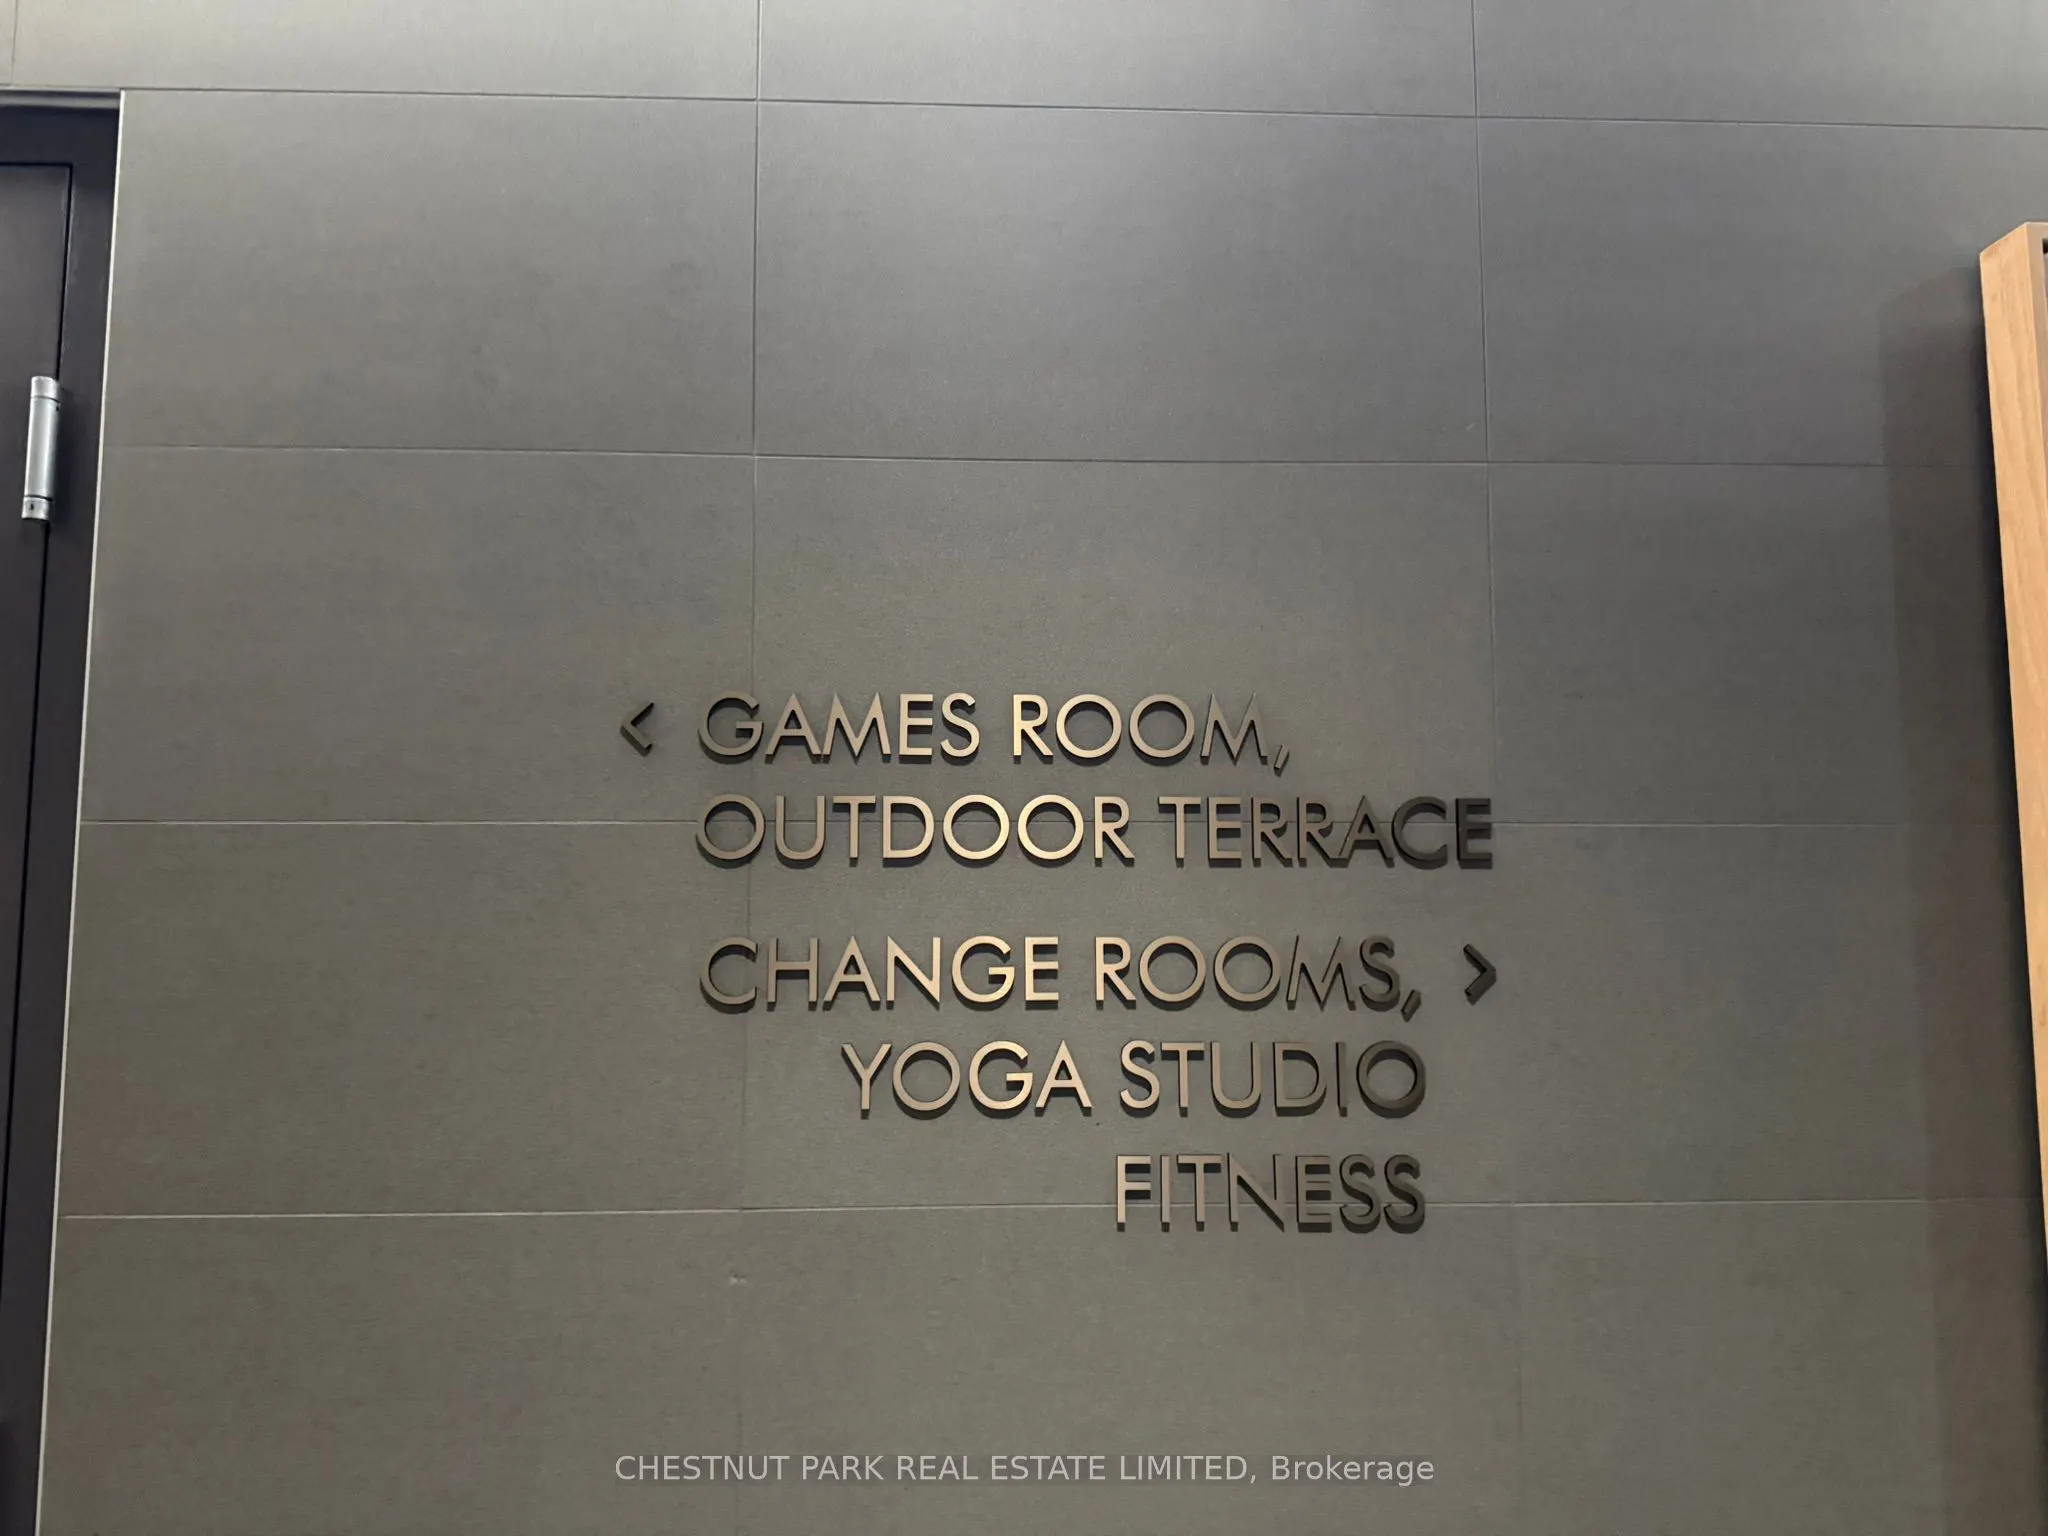 < GAMES ROOM,
OUTDOOR TERRACE
CHANGE ROOMS, >
YOGA STUDIO
FITNESS
CHESTNUT PARK REAL ESTATE LIMITED, Brokerage